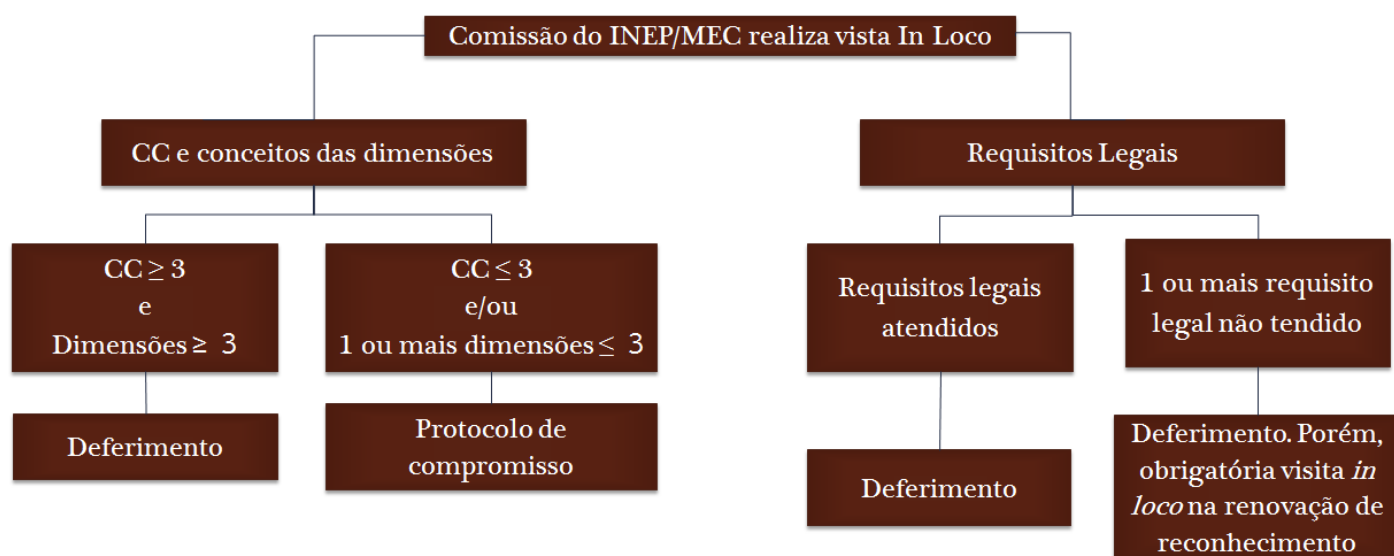 Comissão do INEP/MEC realiza vista In Loco
CC e conceitos das dimensões
Requisitos Legais
CC ≥ 3
e
Dimensões ≥ 3
CC ≤ 3
e/ou
1 ou mais dimensões ≤ 3
Requisitos legais
atendidos
1 ou mais requisito
legal não tendido
Deferimento
Protocolo de
compromisso
Deferimento
Deferimento. Porém,
obrigatória visita in
loco na renovação de
reconhecimento